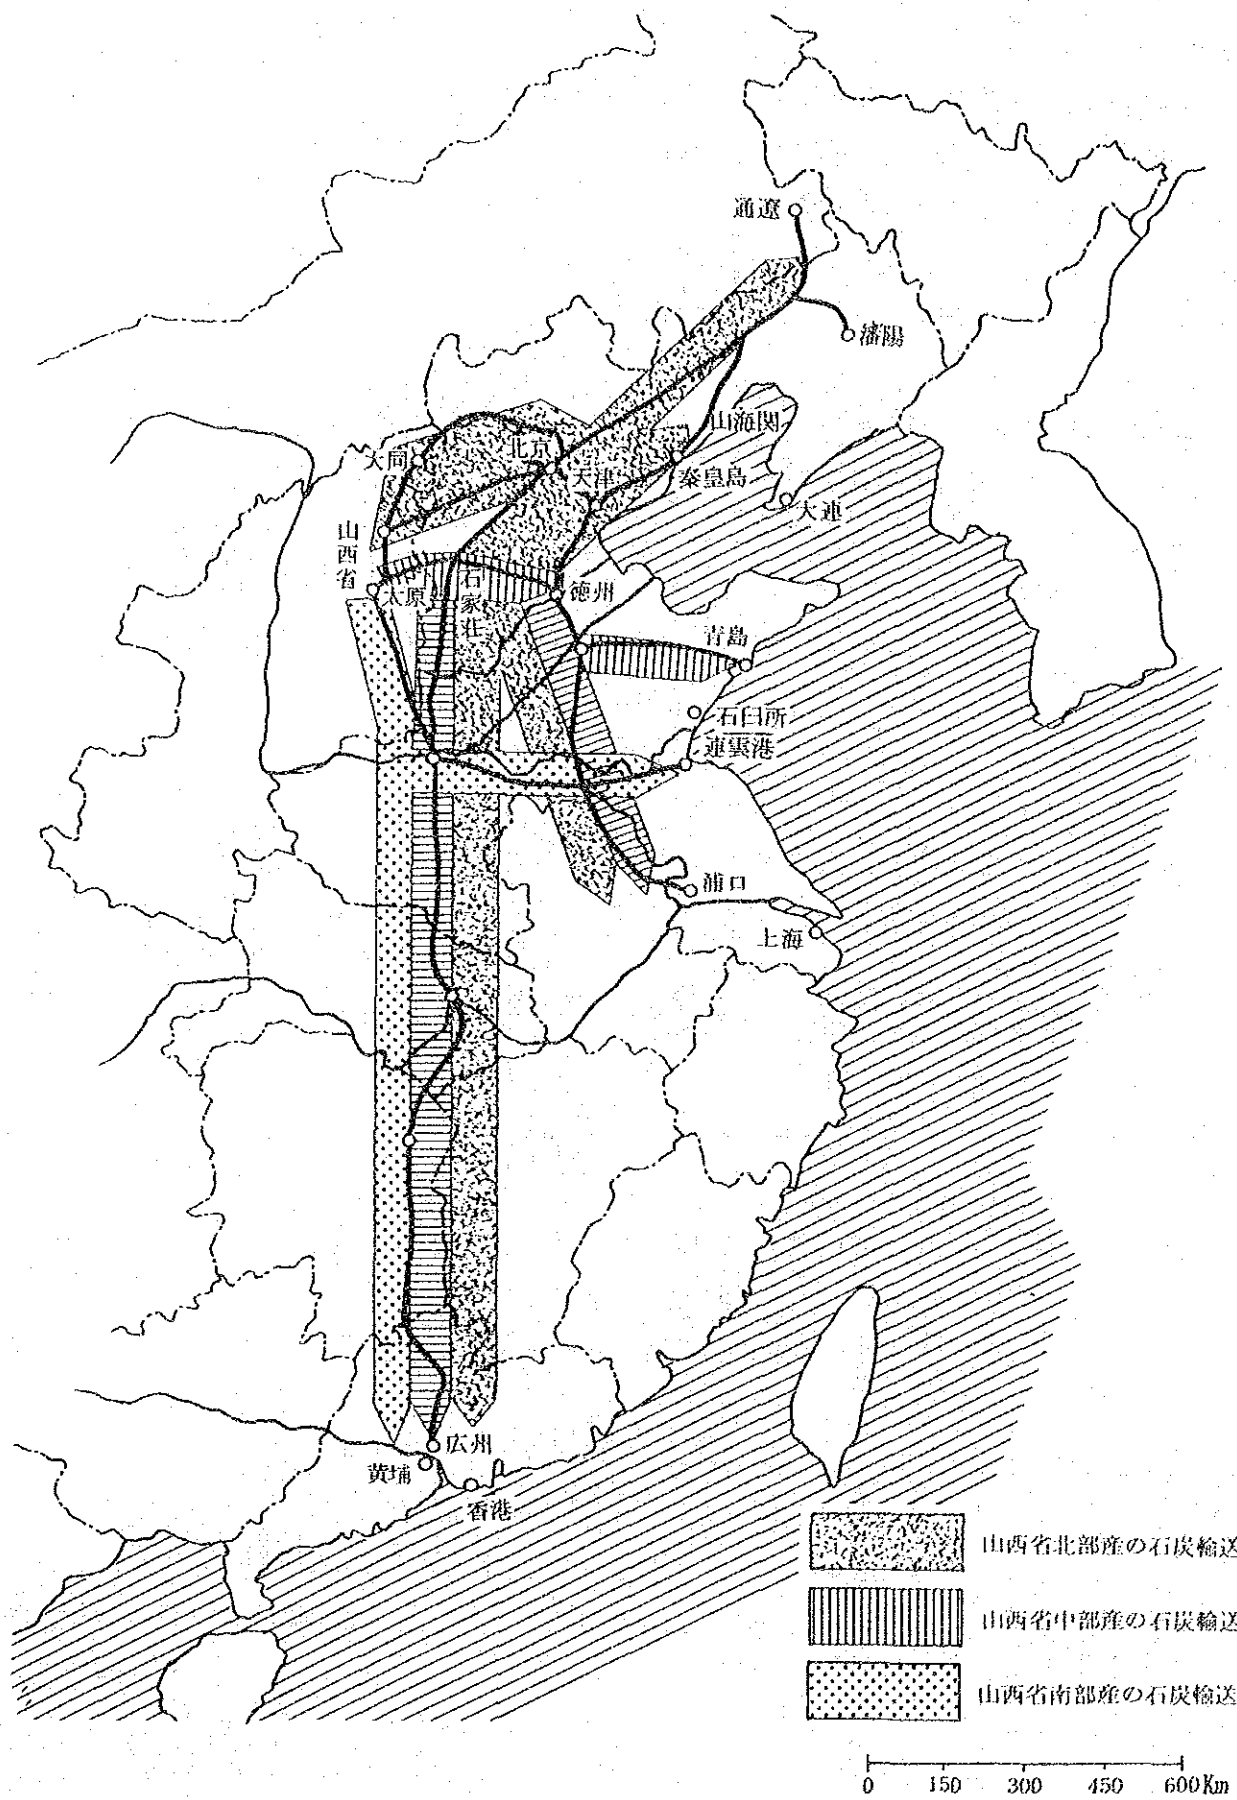 通遼
瀋陽
山海関
大同
北京
天津
秦皇島
大連
山西省
太原
石家荘
徳州
青島
石臼所
連雲港
浦口
上海
広州
黄埔
香港
山西省北部産の石炭輸送
山西省中部産の石炭輸送
山西省南部産の石炭輸送
0 150 300 450 600Km